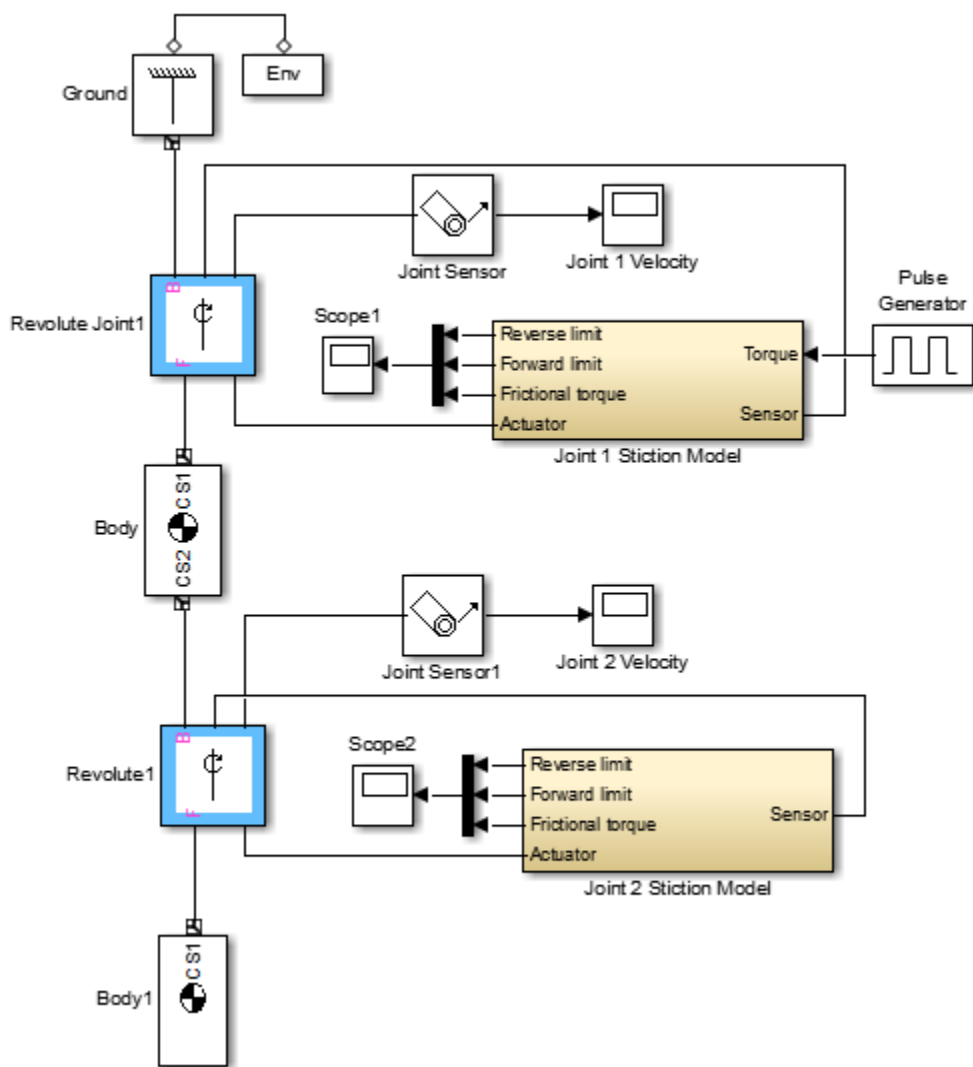 Env
Ground
Joint Sensor
Joint 1 Velocity
Pulse
Generator
B
Revolute Joint1
F
Scope1
Reverse limit
Forward limit
Frictional torque
Actuator
Torque
Sensor
Joint 1 Stiction Model
CS1
Body
CS2
Joint Sensor1
Joint 2 Velocity
B
Revolute1
F
Scope2
Reverse limit
Forward limit
Frictional torque
Actuator
Sensor
Joint 2 Stiction Model
CS1
Body1